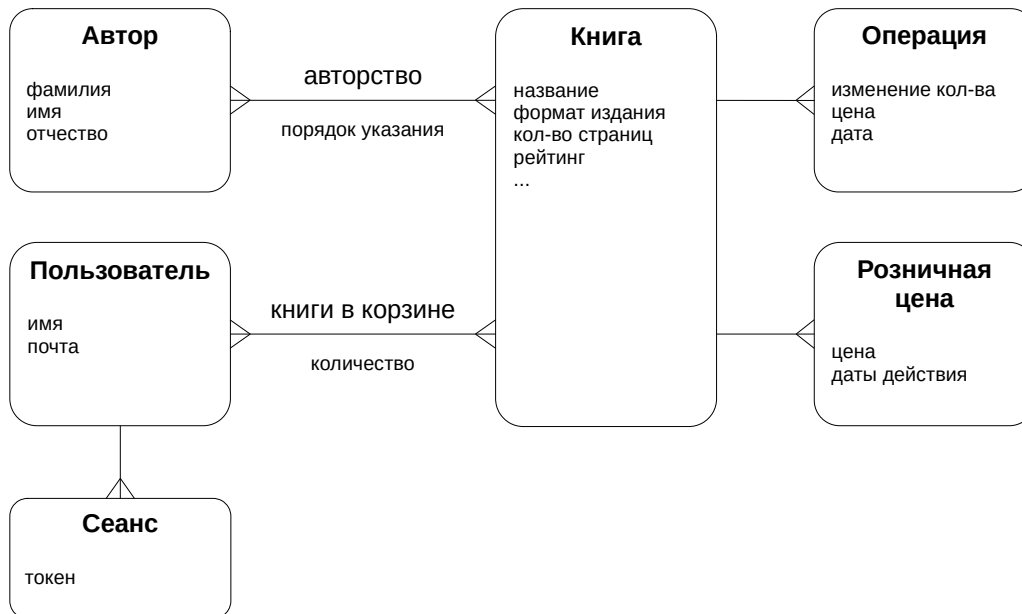 Автор
фамилия
имя
отчество
авторство
порядок указания
Книга
название
формат издания
кол-во страниц
рейтинг
...
Операция
изменение кол-ва
цена
дата
Пользователь
имя
почта
книги в корзине
количество
Розничная
цена
цена
даты действия
Сеанс
токен